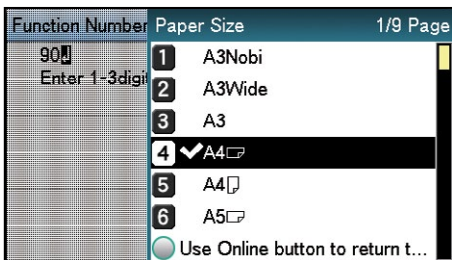 Function Number
90
Enter 1-3digi
Paper Size 1/9 Page
1 A3Nobi
2 A3Wide
3 A3
4 A4
5 A4
6 A5
Use Online button to return t...